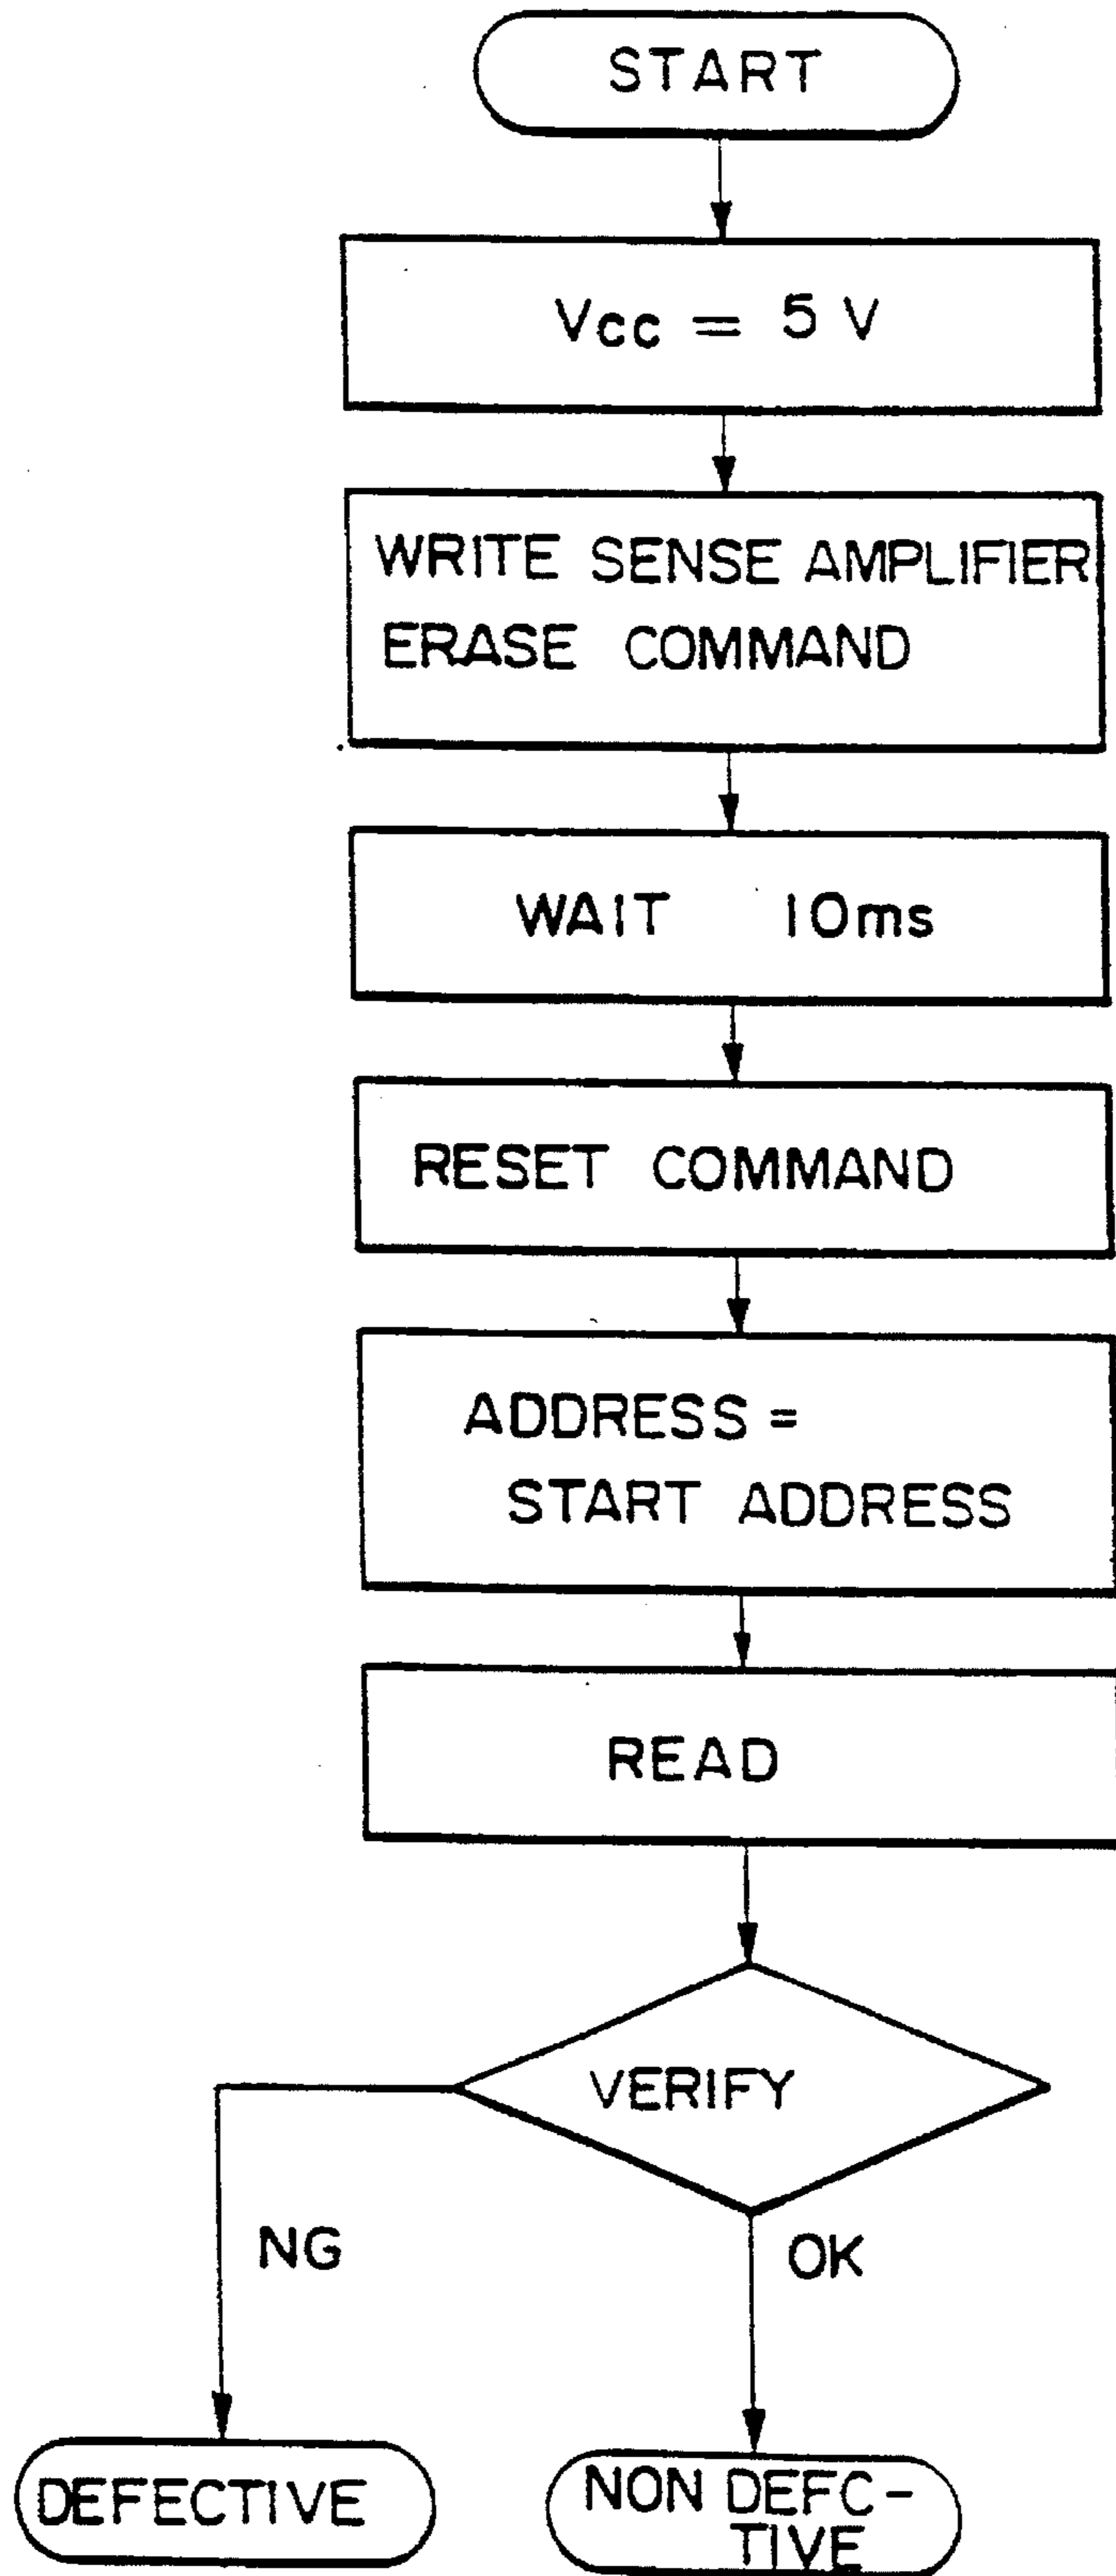 START
Vcc = 5 V
WRITE SENSE AMPLIFIER
ERASE COMMAND
WAIT 10ms
RESET COMMAND
ADDRESS =
START ADDRESS
READ
VERIFY
NG
OK
DEFECTIVE
NON DEFC-
TIVE